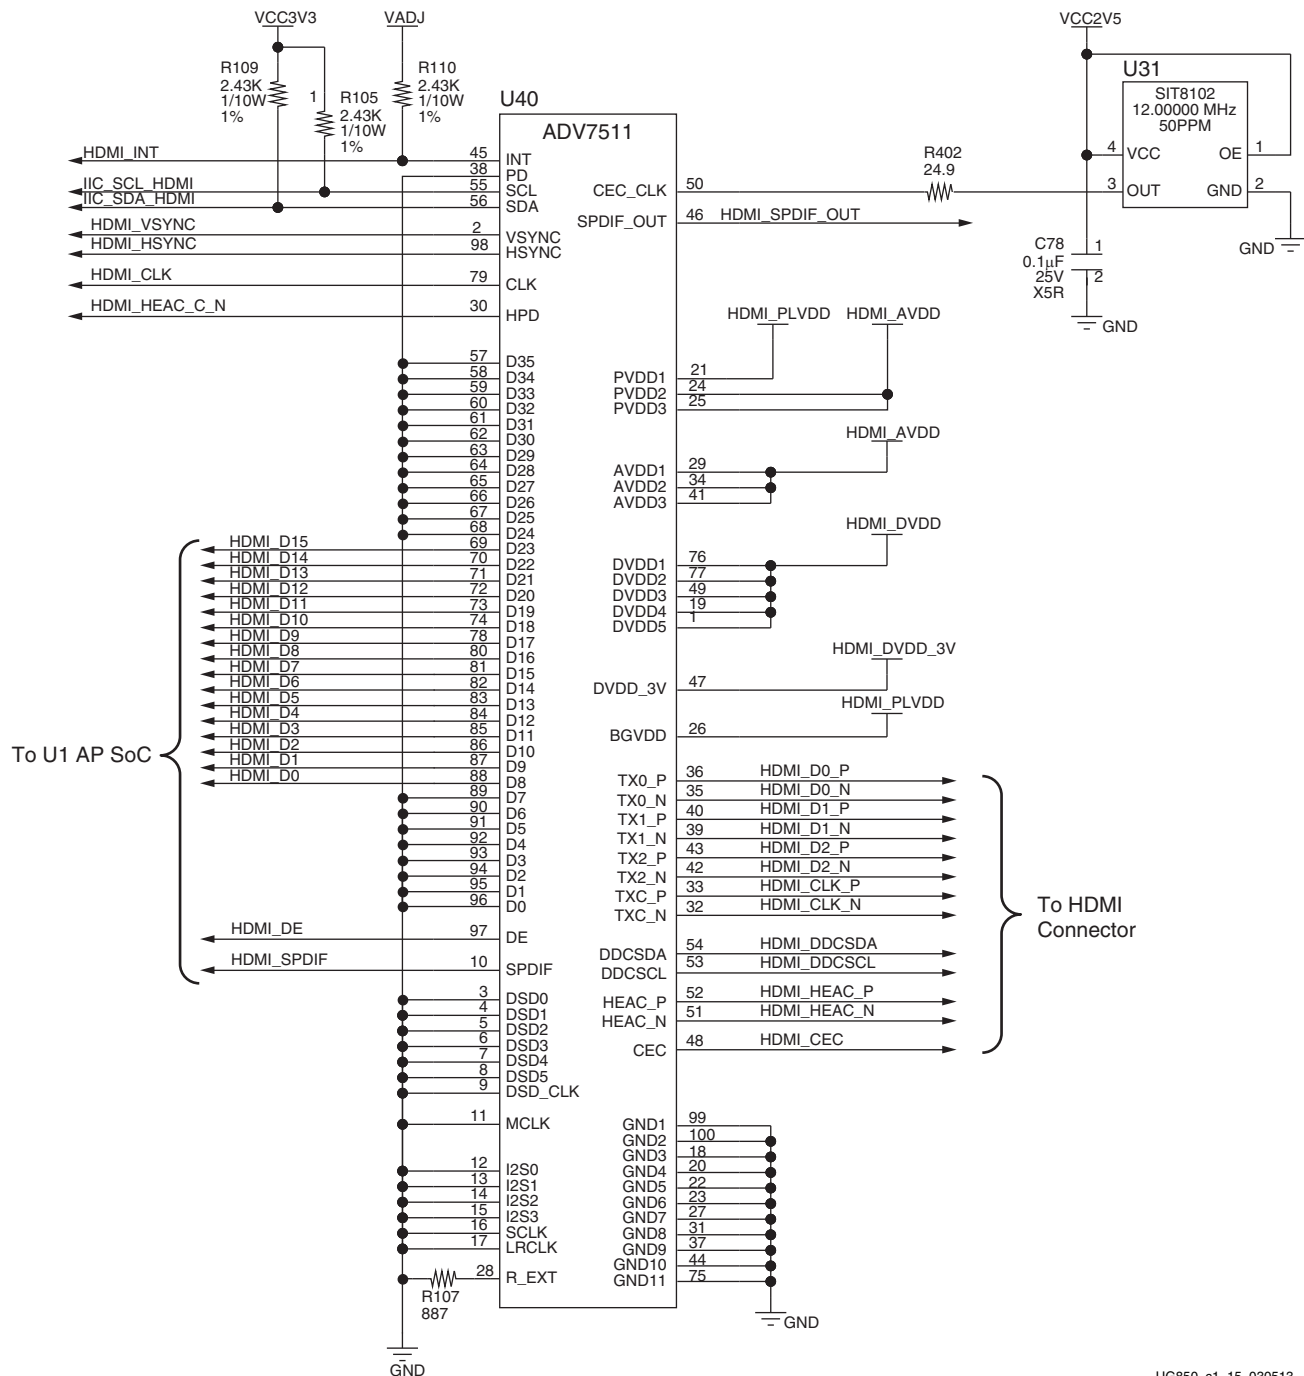 VCC3V3
VADJ
VCC2V5
R109
2.43K
1/10W
1%
1
R105
2.43K
1/10W
1%
R110
2.43K
1/10W
1%
U40
ADV7511
U31
SIT8102
12.00000 MHz
50PPM
4 VCC OE 1
3 OUT GND 2
R402
24.9
GND
C78
0.1µF
25V
X5R
1
2
GND
HDMI_INT 45 INT
38 PD
IIC_SCL_HDMI 55 SCL
IIC_SDA_HDMI 56 SDA
HDMI_VSYNC 2 VSYNC
HDMI_HSYNC 98 HSYNC
HDMI_CLK 79 CLK
HDMI_HEAC_C_N 30 HPD
57 D35
58 D34
59 D33
60 D32
61 D31
62 D30
63 D29
64 D28
65 D27
66 D26
67 D25
68 D24
HDMI_D15 69 D23
HDMI_D14 70 D22
HDMI_D13 71 D21
HDMI_D12 72 D20
HDMI_D11 73 D19
HDMI_D10 74 D18
HDMI_D9 78 D17
HDMI_D8 80 D16
HDMI_D7 81 D15
HDMI_D6 82 D14
HDMI_D5 83 D13
HDMI_D4 84 D12
HDMI_D3 85 D11
HDMI_D2 86 D10
HDMI_D1 87 D9
HDMI_D0 88 D8
To U1 AP SoC
89 D7
90 D6
91 D5
92 D4
93 D3
94 D2
95 D1
96 D0
HDMI_DE 97 DE
HDMI_SPDIF 10 SPDIF
3 DSD0
4 DSD1
5 DSD2
6 DSD3
7 DSD4
8 DSD5
9 DSD_CLK
11 MCLK
12 I2S0
13 I2S1
14 I2S2
15 I2S3
16 SCLK
17 LRCLK
28 R_EXT
R107
887
GND
CEC_CLK 50
SPDIF_OUT 46 HDMI_SPDIF_OUT
HDMI_PLVDD
HDMI_AVDD
PVDD1 21
PVDD2 24
PVDD3 25
HDMI_AVDD
AVDD1 29
AVDD2 34
AVDD3 41
HDMI_DVDD
DVDD1 76
DVDD2 77
DVDD3 49
DVDD4 19
DVDD5 1
HDMI_DVDD_3V
DVDD_3V 47
HDMI_PLVDD
BGVDD 26
TX0_P 36 HDMI_D0_P
TX0_N 35 HDMI_D0_N
TX1_P 40 HDMI_D1_P
TX1_N 39 HDMI_D1_N
TX2_P 43 HDMI_D2_P
TX2_N 42 HDMI_D2_N
TXC_P 33 HDMI_CLK_P
TXC_N 32 HDMI_CLK_N
DDCSDA 54 HDMI_DDCSDA
DDCSCL 53 HDMI_DDCSCL
HEAC_P 52 HDMI_HEAC_P
HEAC_N 51 HDMI_HEAC_N
CEC 48 HDMI_CEC
To HDMI
Connector
GND1 99
GND2 100
GND3 18
GND4 20
GND5 22
GND6 23
GND7 27
GND8 31
GND9 37
GND10 44
GND11 75
GND